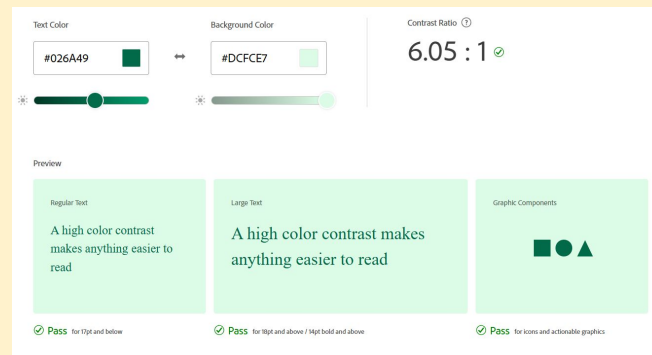 Text Color
Background Color
Contrast Ratio ?
#026A49
#DCFCE7
6.05 : 1
Preview
Regular Text
A high color contrast
makes anything easier to
read
Large Text
A high color contrast makes
anything easier to read
Graphic Components
Pass for 17pt and below
Pass for 18pt and above / 14pt bold and above
Pass for icons and actionable graphics